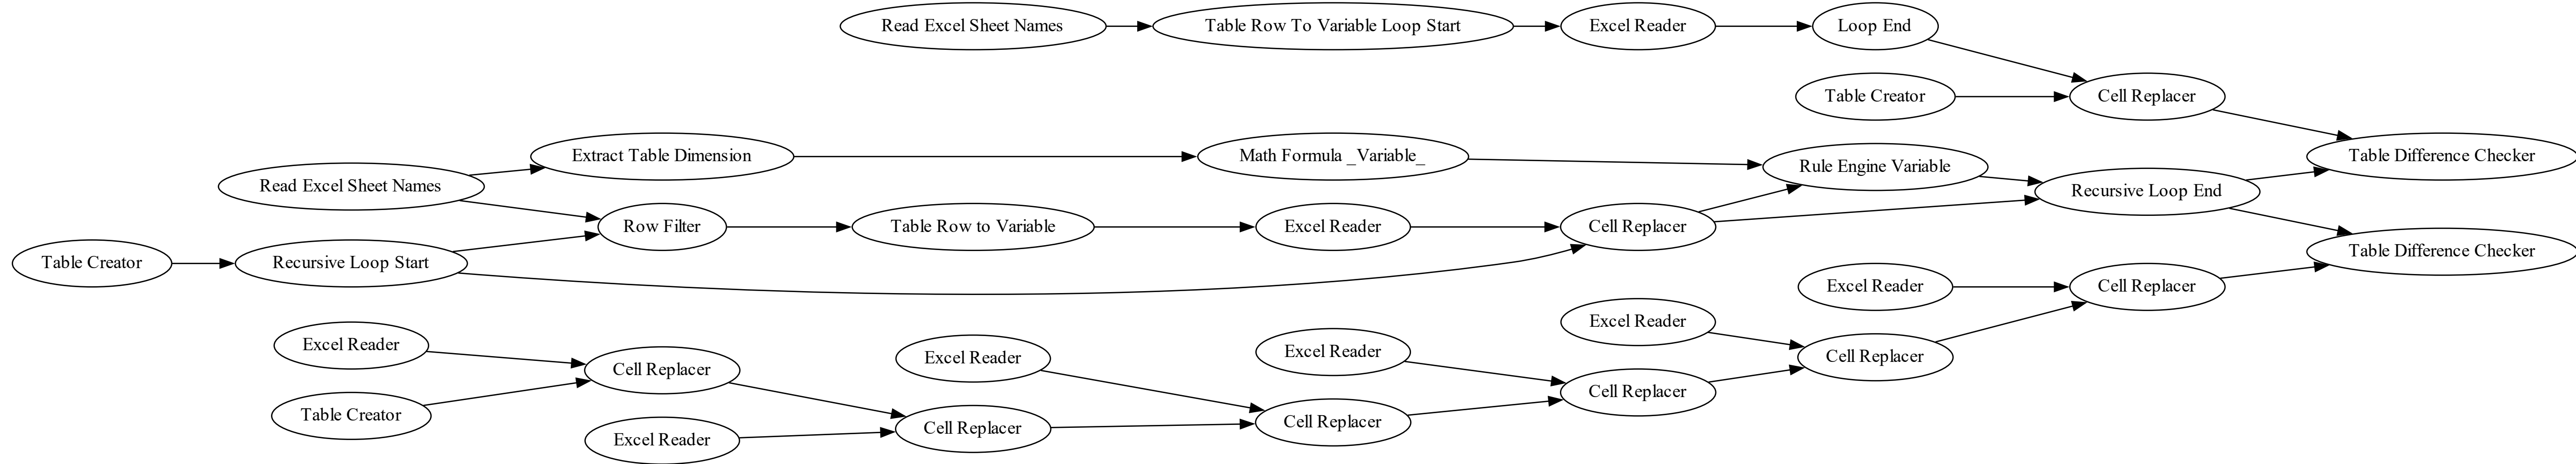 Read Excel Sheet Names
Table Row To Variable Loop Start
Excel Reader
Loop End
Table Creator
Cell Replacer
Extract Table Dimension
Math Formula _Variable_
Table Difference Checker
Rule Engine Variable
Read Excel Sheet Names
Recursive Loop End
Row Filter
Table Row to Variable
Excel Reader
Cell Replacer
Table Difference Checker
Table Creator
Recursive Loop Start
Excel Reader
Cell Replacer
Excel Reader
Excel Reader
Excel Reader
Excel Reader
Cell Replacer
Cell Replacer
Cell Replacer
Table Creator
Cell Replacer
Cell Replacer
Excel Reader